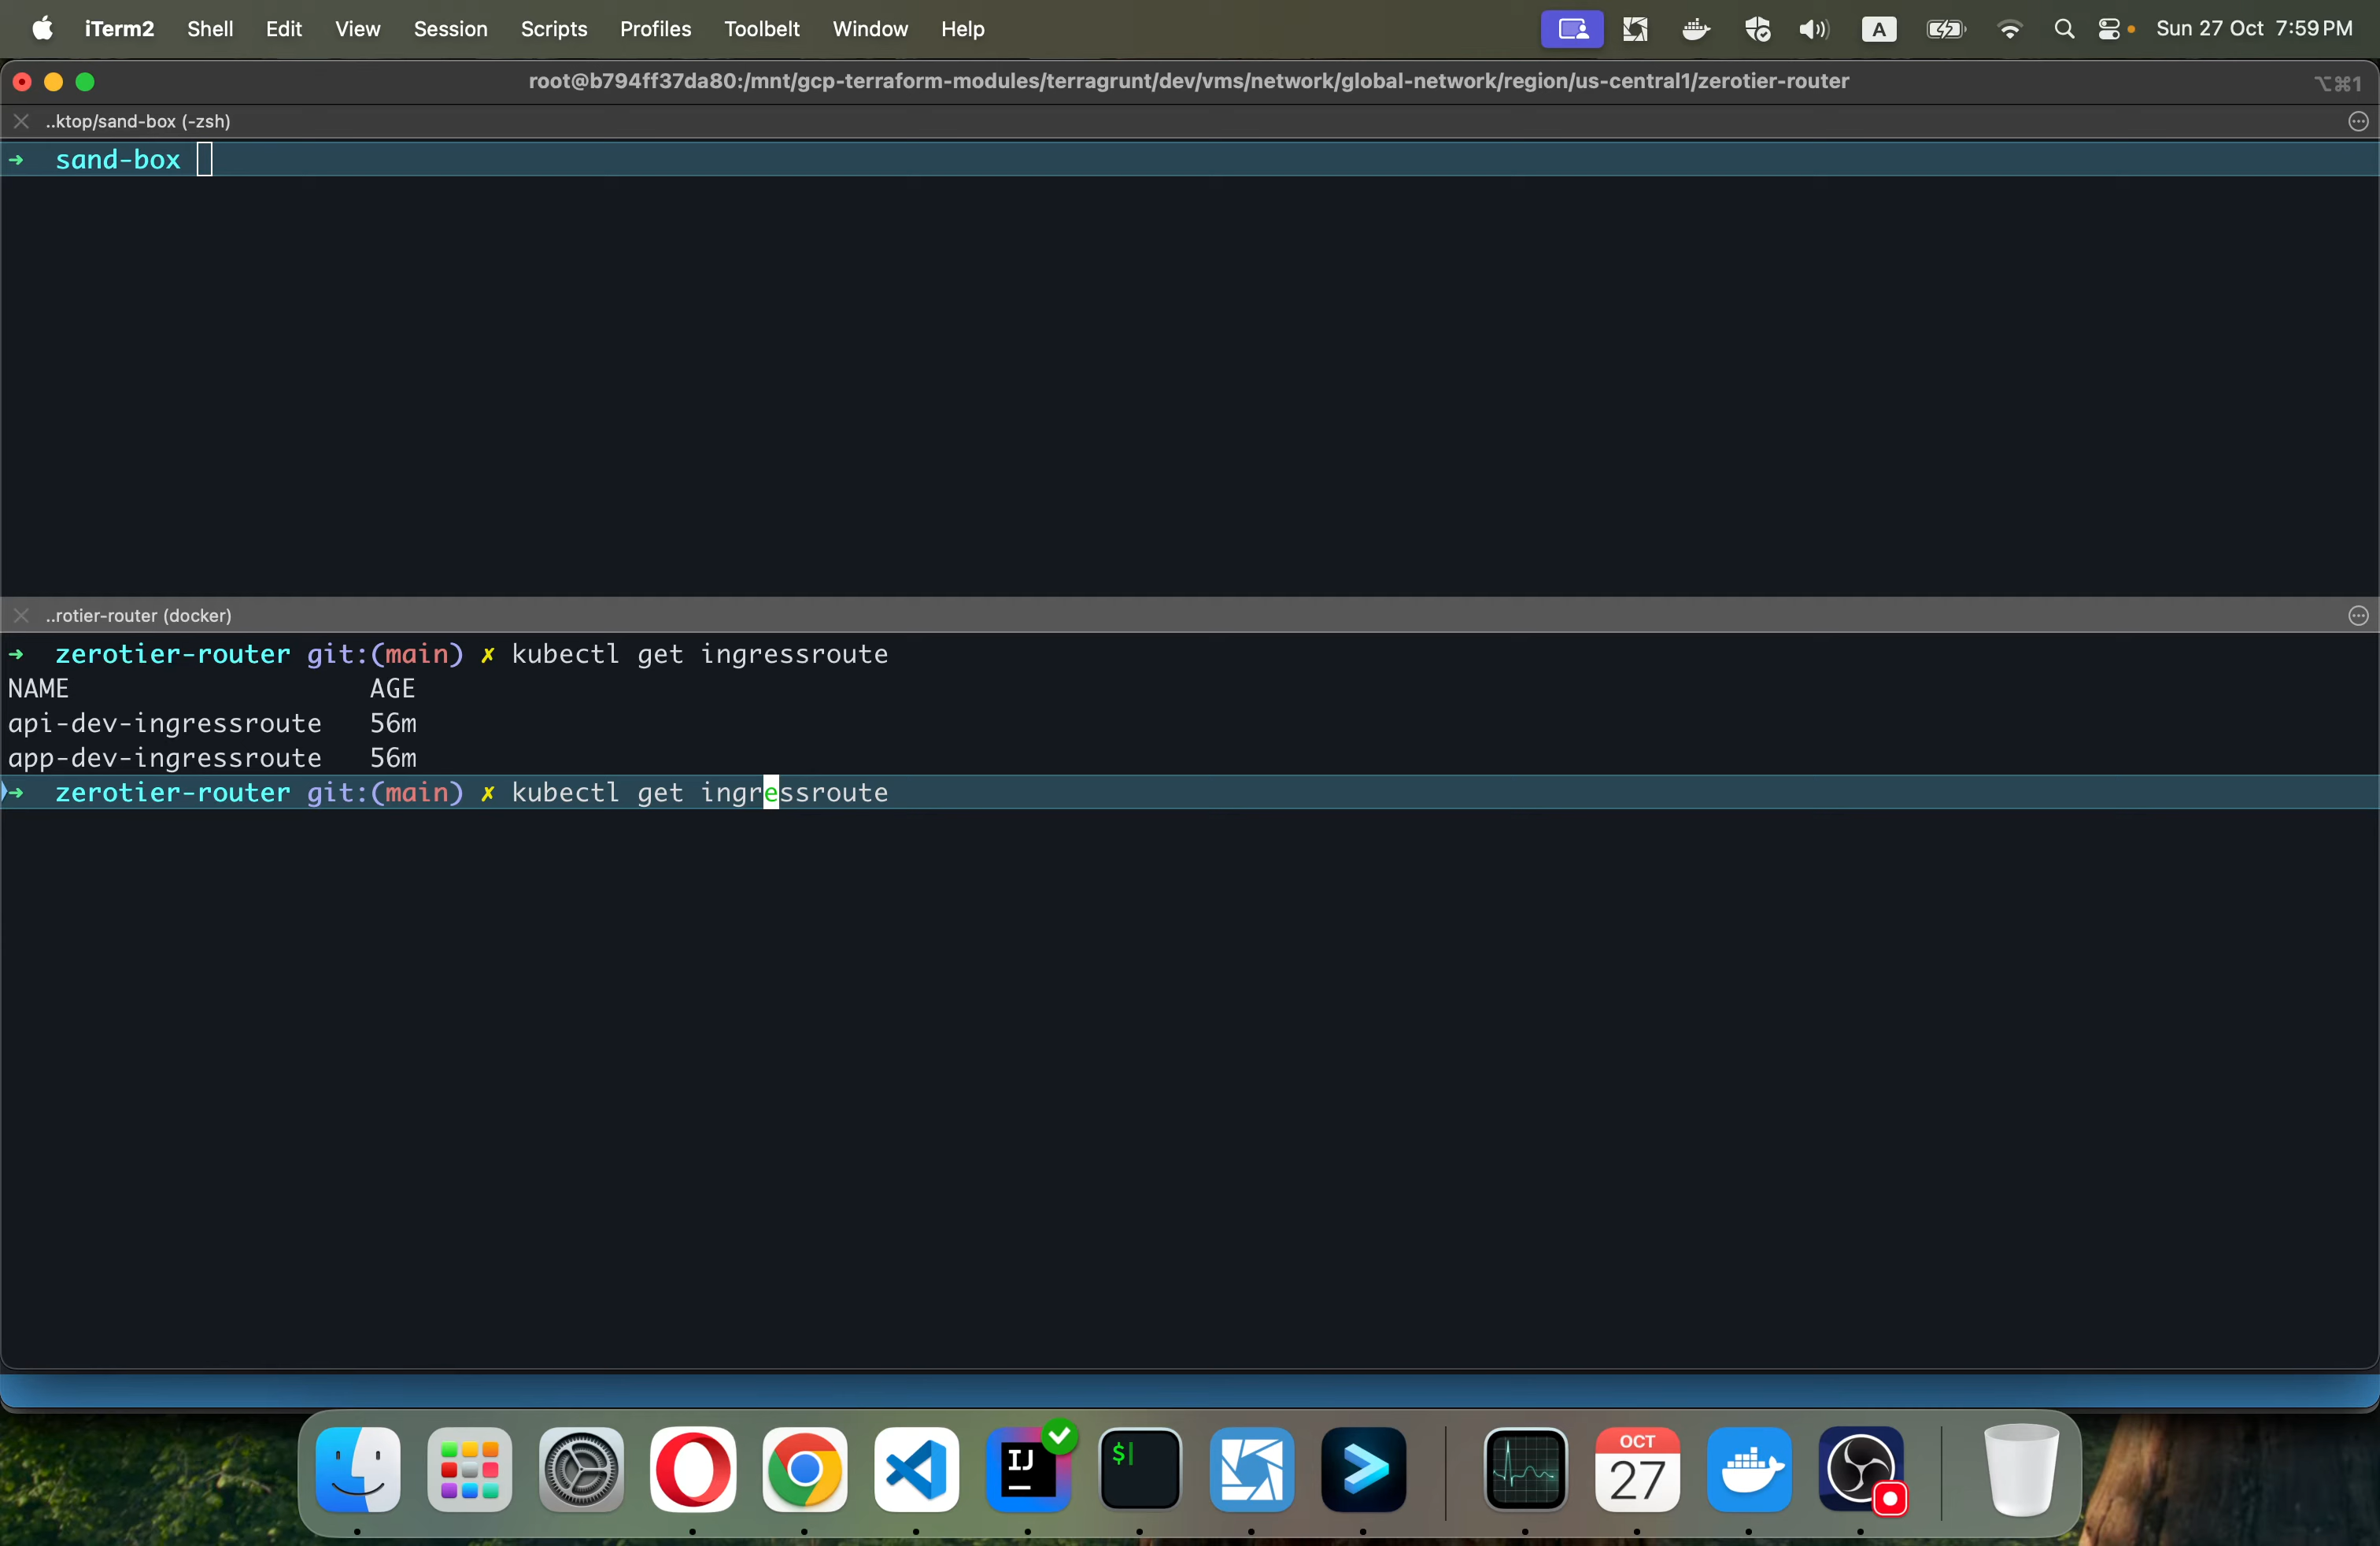 iTerm2 Shell Edit View Session Scripts Profiles Toolbelt Window Help A Sun 27 Oct 7:59 PM
root@b794ff37da80:/mnt/gcp-terraform-modules/terragrunt/dev/vms/network/global-network/region/us-central1/zerotier-router ⌥⌘1
..ktop/sand-box (-zsh)
➜ sand-box
..rotier-router (docker)
➜ zerotier-router git:(main) ✗ kubectl get ingressroute
NAME AGE
api-dev-ingressroute 56m
app-dev-ingressroute 56m
➜ zerotier-router git:(main) ✗ kubectl get ingressroute
IJ
$
OCT
27